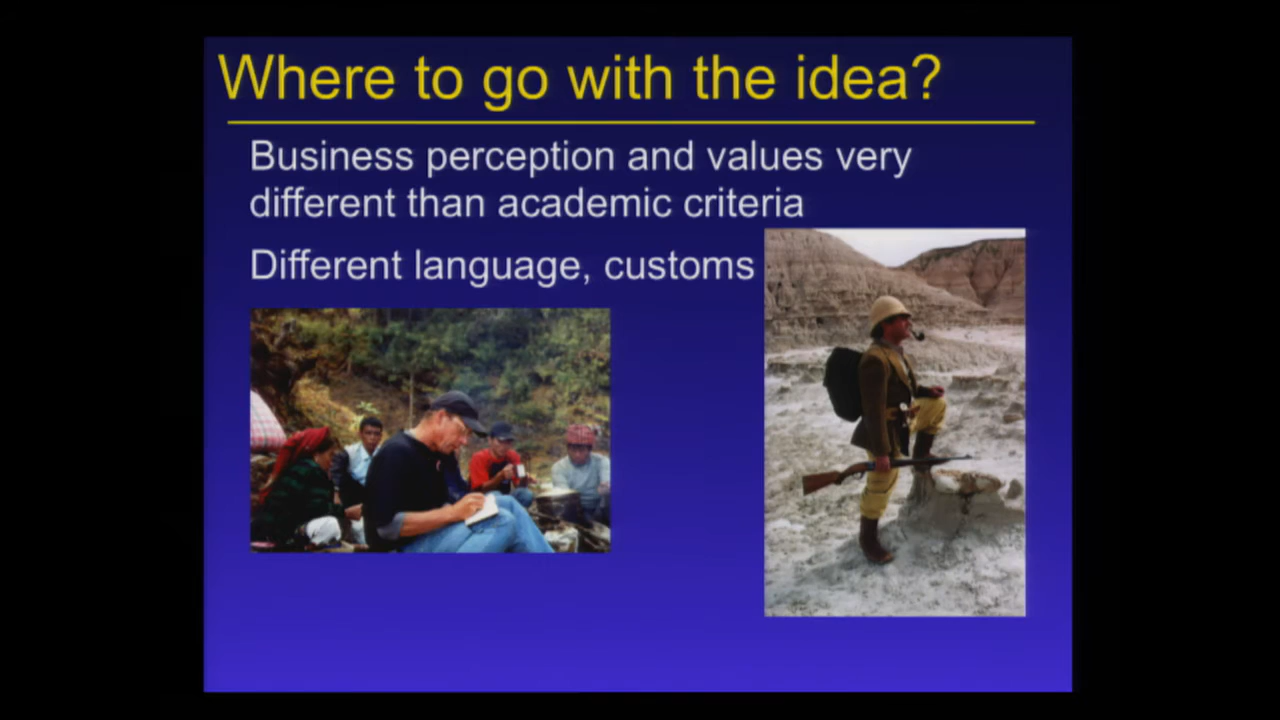 Where to go with the idea?
Business perception and values very
different than academic criteria
Different language, customs